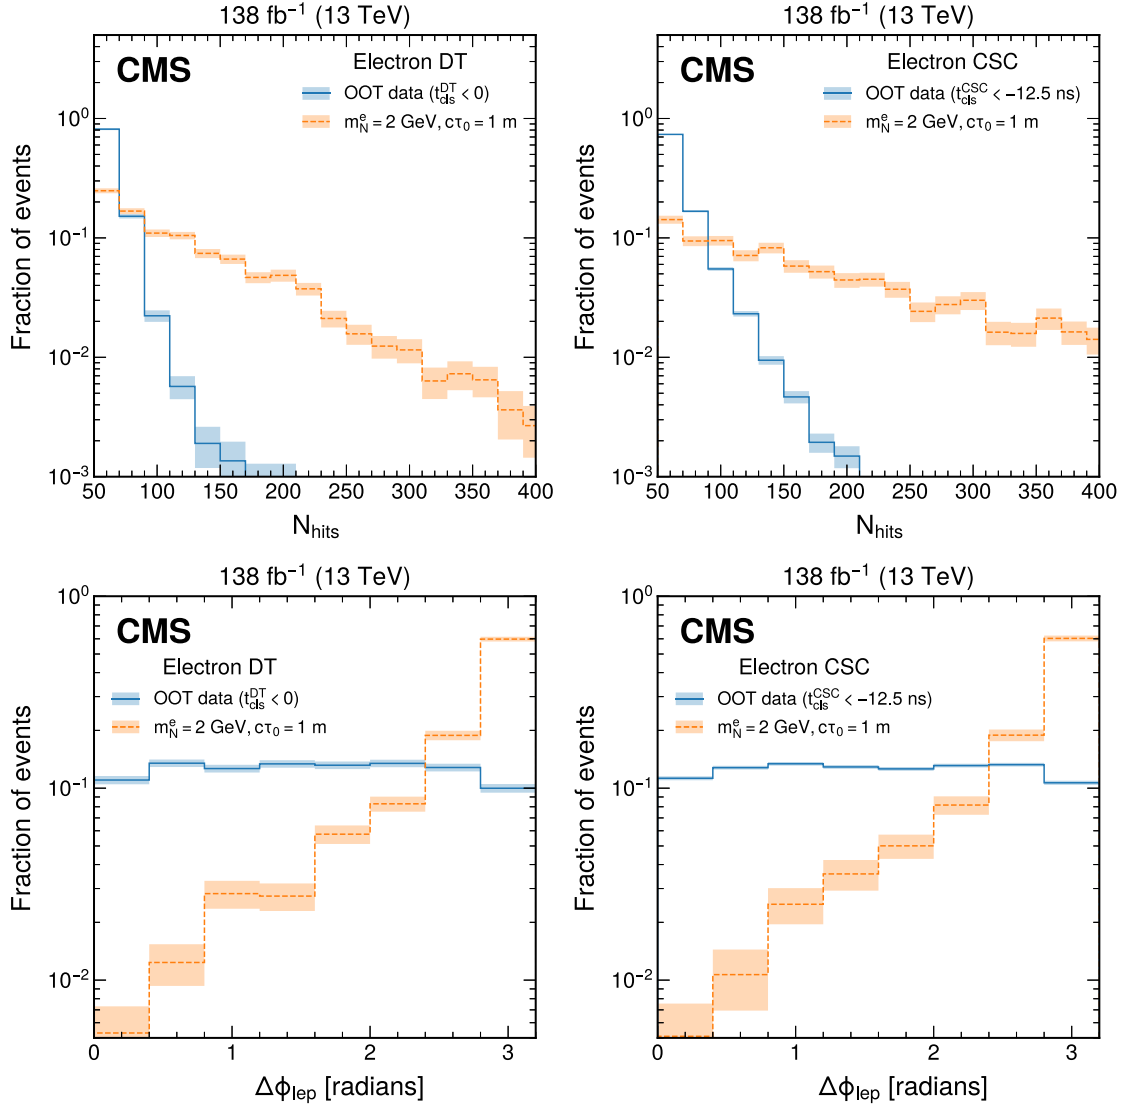 138 fb⁻¹ (13 TeV)
CMS
Electron DT
OOT data (t_cls^DT < 0)
m_N^e = 2 GeV, cτ₀ = 1 m
Fraction of events
10⁰
10⁻¹
10⁻²
10⁻³
50 100 150 200 250 300 350 400
N_hits
138 fb⁻¹ (13 TeV)
CMS
Electron CSC
OOT data (t_cls^CSC < −12.5 ns)
m_N^e = 2 GeV, cτ₀ = 1 m
Fraction of events
10⁰
10⁻¹
10⁻²
10⁻³
50 100 150 200 250 300 350 400
N_hits
138 fb⁻¹ (13 TeV)
CMS
Electron DT
OOT data (t_cls^DT < 0)
m_N^e = 2 GeV, cτ₀ = 1 m
Fraction of events
10⁰
10⁻¹
10⁻²
0 1 2 3
Δϕ_lep [radians]
138 fb⁻¹ (13 TeV)
CMS
Electron CSC
OOT data (t_cls^CSC < −12.5 ns)
m_N^e = 2 GeV, cτ₀ = 1 m
Fraction of events
10⁰
10⁻¹
10⁻²
0 1 2 3
Δϕ_lep [radians]